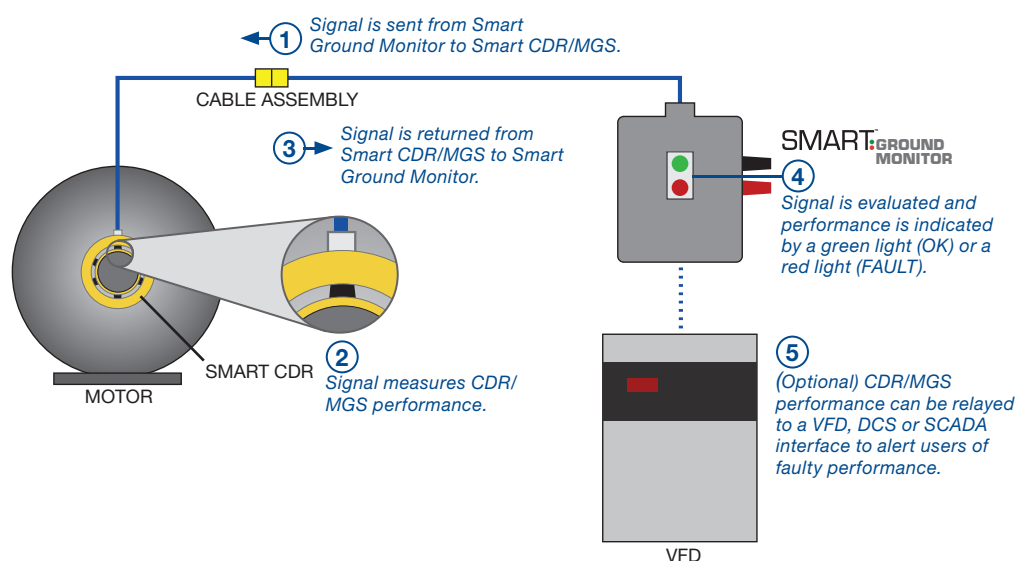 1
Signal is sent from Smart
Ground Monitor to Smart CDR/MGS.
CABLE ASSEMBLY
3
Signal is returned from
Smart CDR/MGS to Smart
Ground Monitor.
SMART GROUND
MONITOR
4
Signal is evaluated and
performance is indicated
by a green light (OK) or a
red light (FAULT).
2
Signal measures CDR/
MGS performance.
SMART CDR
MOTOR
5
(Optional) CDR/MGS
performance can be relayed
to a VFD, DCS or SCADA
interface to alert users of
faulty performance.
VFD